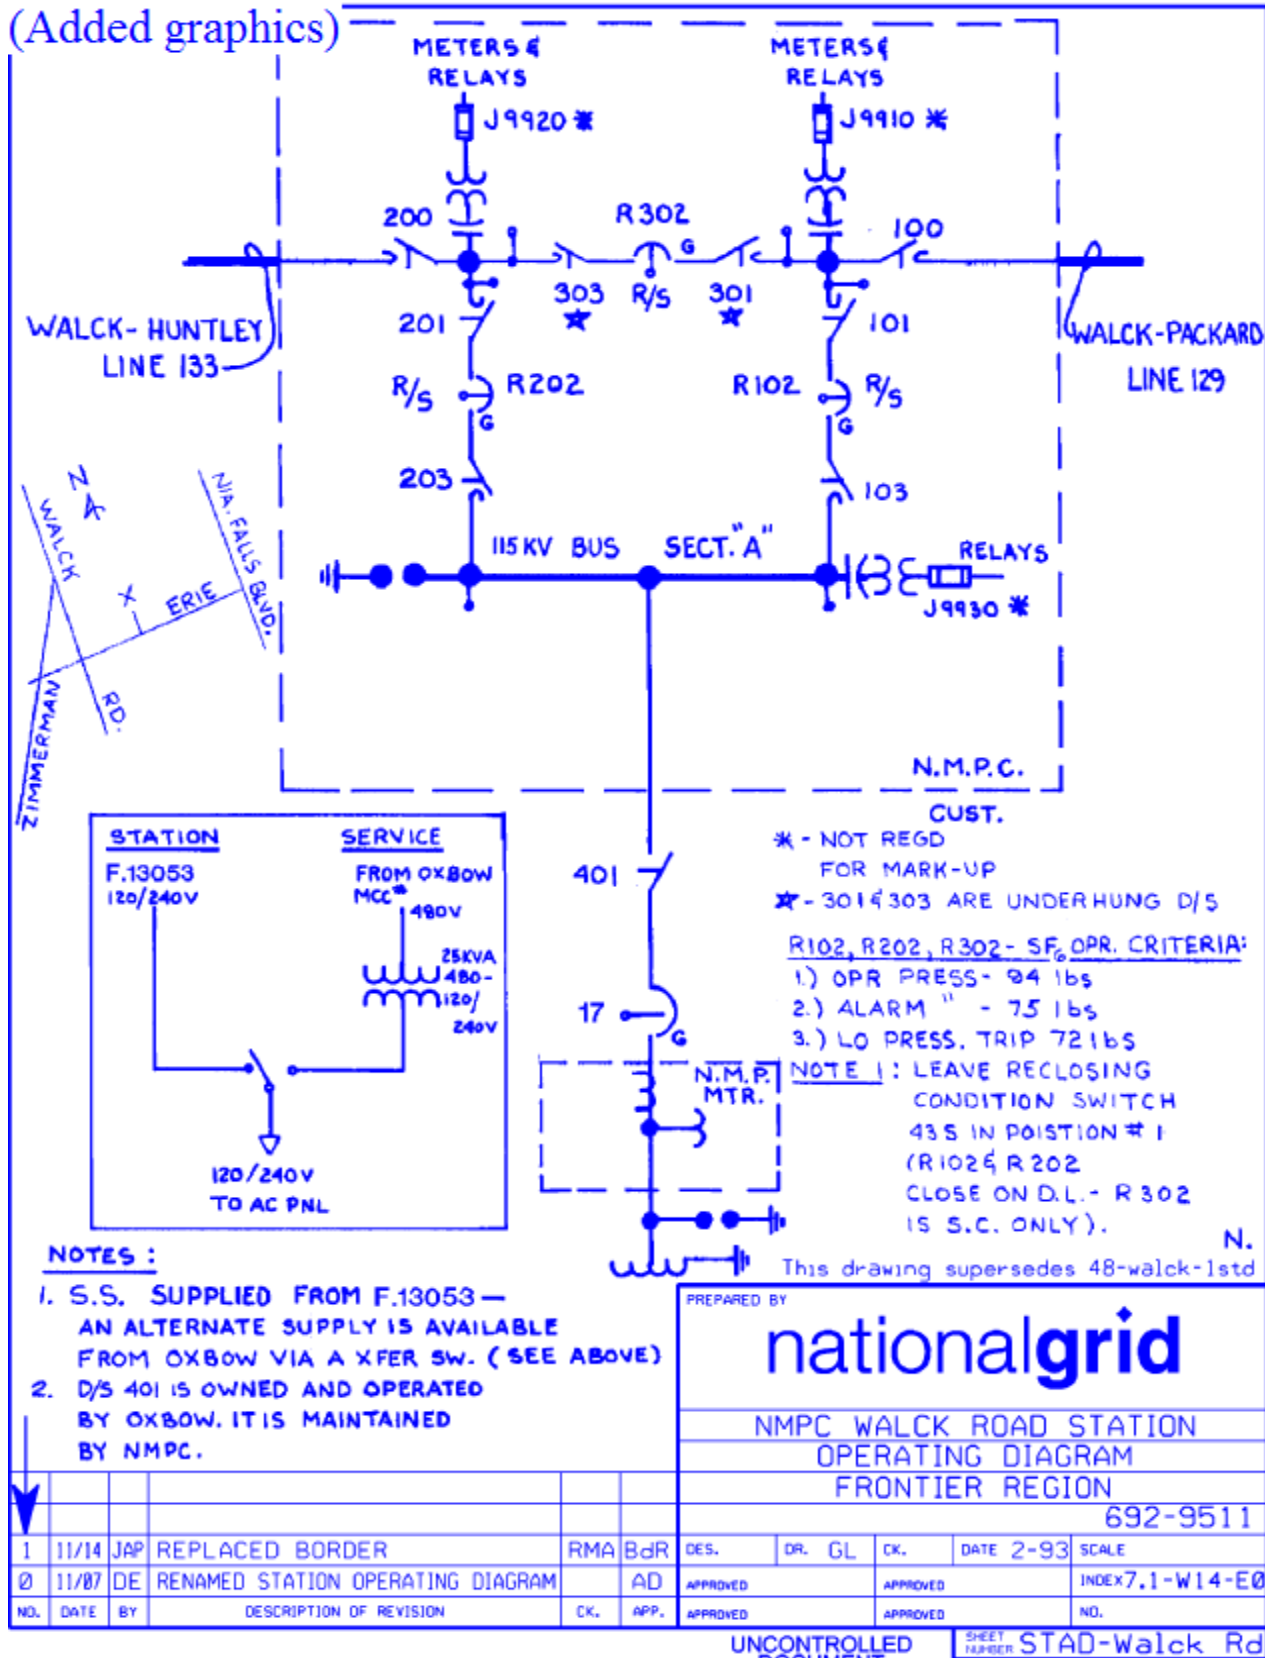 (Added graphics)
METERS &
RELAYS
METERS &
RELAYS
J9920 *
J9910 *
200
R302
G
100
303
R/S
301
☆
☆
201
101
WALCK-HUNTLEY
LINE 133
WALCK-PACKARD
LINE 129
R/S
R202
G
R102
R/S
G
203
103
N
WALCK
RD.
NIA. FALLS BLVD.
X
ERIE
ZIMMERMAN
115KV BUS SECT. "A"
RELAYS
J9930 *
N.M.P.C.
CUST.
STATION
F.13053
120/240V
SERVICE
FROM OXBOW
MCC#
480V
25KVA
480-
120/
240V
120/240V
TO AC PNL
401
17
G
N.M.P.
MTR.
* - NOT REGD
FOR MARK-UP
☆ - 301 & 303 ARE UNDERHUNG D/S
R102, R202, R302 - SF6 OPR. CRITERIA:
1.) OPR PRESS - 84 lbs
2.) ALARM " - 75 lbs
3.) LO PRESS. TRIP 72 lbs
NOTE 1: LEAVE RECLOSING
CONDITION SWITCH
43S IN POISTION # 1
(R102 & R202
CLOSE ON D.L. - R302
IS S.C. ONLY).
N.
This drawing supersedes 48-walck-1std
NOTES:
1. S.S. SUPPLIED FROM F.13053 —
AN ALTERNATE SUPPLY IS AVAILABLE
FROM OXBOW VIA A XFER SW. (SEE ABOVE)
2. D/S 401 IS OWNED AND OPERATED
BY OXBOW. IT IS MAINTAINED
BY NMPC.
PREPARED BY
nationalgrid
NMPC WALCK ROAD STATION
OPERATING DIAGRAM
FRONTIER REGION
692-9511
1 11/14 JAP REPLACED BORDER RMA BdR
0 11/07 DE RENAMED STATION OPERATING DIAGRAM AD
NO. DATE BY DESCRIPTION OF REVISION CK. APP.
DES. DR. GL CK. DATE 2-93 SCALE
APPROVED APPROVED INDEX 7.1-W14-E0
APPROVED APPROVED NO.
UNCONTROLLED
DOCUMENT
SHEET NUMBER STAD-Walck Rd